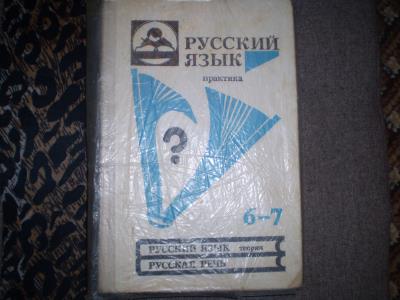 РУССКИЙ
ЯЗЫК
практика
?
6–7
РУССКИЙ ЯЗЫК теория
РУССКАЯ РЕЧЬ